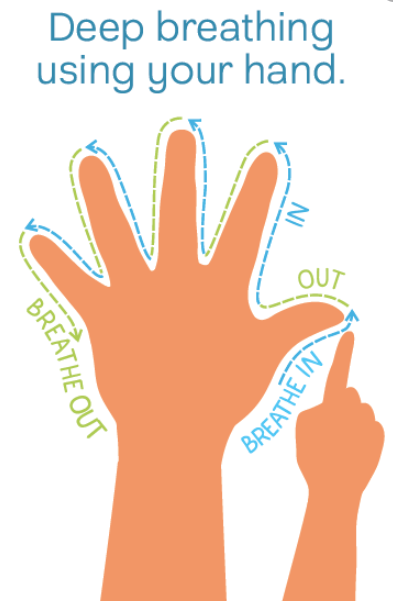 Deep breathing
using your hand.
IN
OUT
BREATHE IN
BREATHE OUT